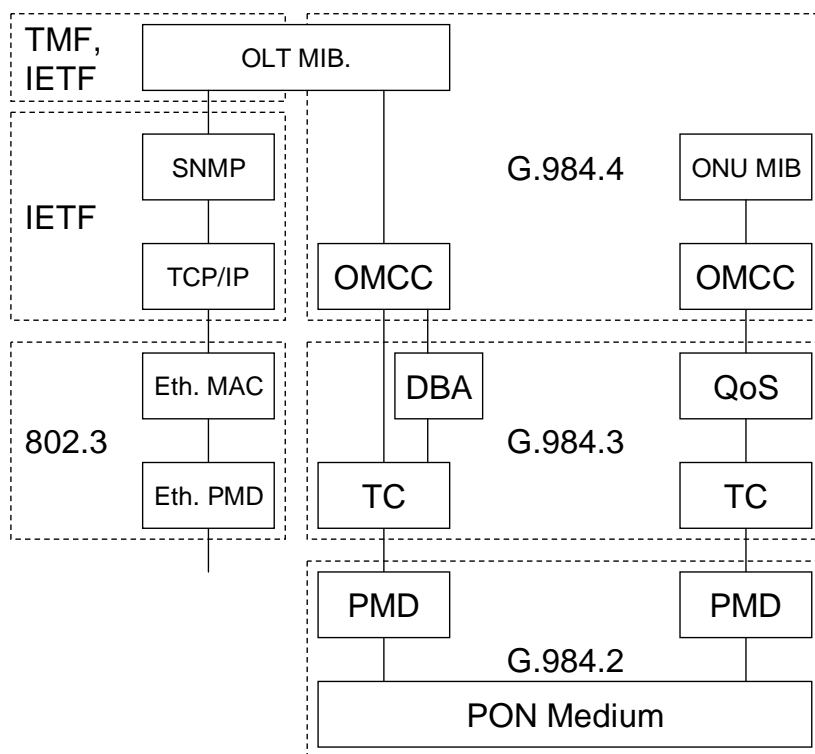 TMF,
IETF
OLT MIB.
IETF
SNMP
G.984.4
ONU MIB
TCP/IP
OMCC
OMCC
802.3
Eth. MAC
DBA
QoS
G.984.3
Eth. PMD
TC
TC
PMD
PMD
G.984.2
PON Medium